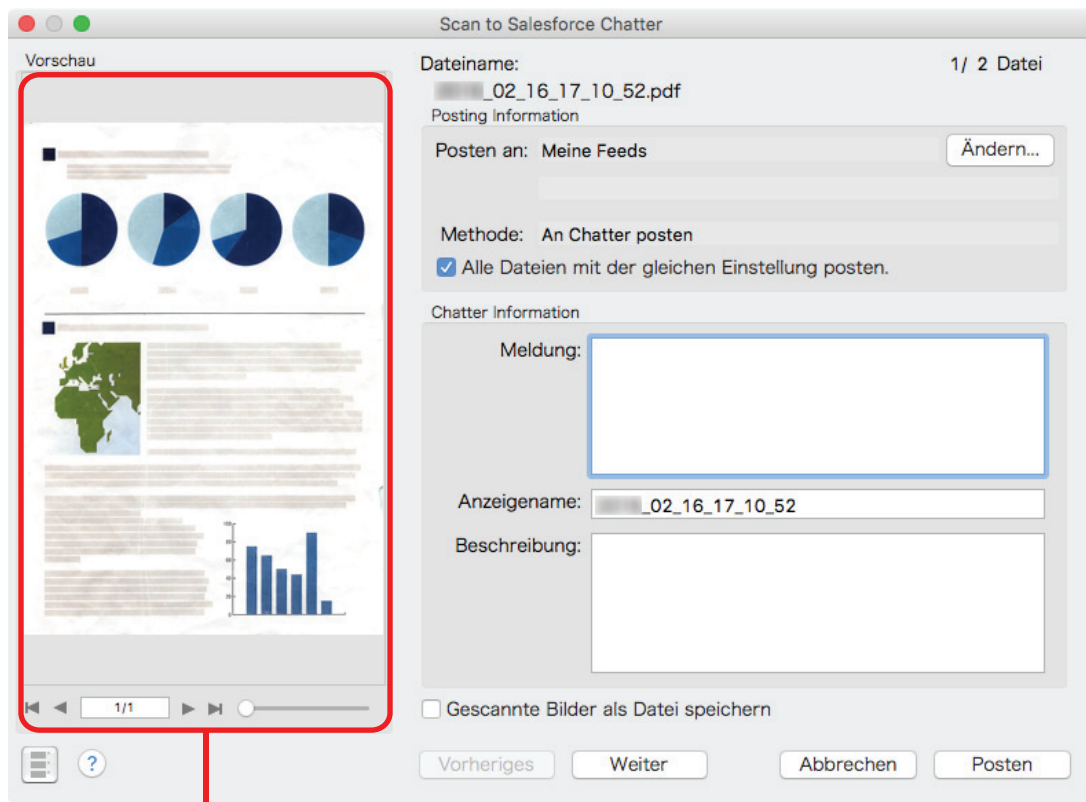 Scan to Salesforce Chatter
Vorschau
1/1
Dateiname:
1/ 2 Datei
_02_16_17_10_52.pdf
Posting Information
Posten an: Meine Feeds
Ändern...
Methode: An Chatter posten
Alle Dateien mit der gleichen Einstellung posten.
Chatter Information
Meldung:
Anzeigename: _02_16_17_10_52
Beschreibung:
Gescannte Bilder als Datei speichern
?
Vorheriges
Weiter
Abbrechen
Posten